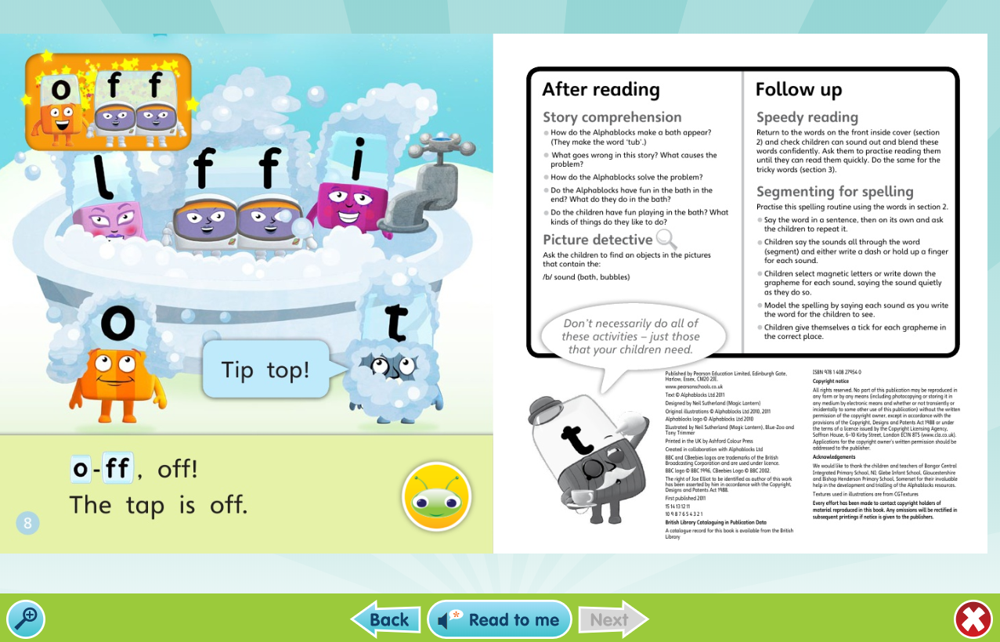 o f f
l f f i
o t
Tip top!
o-ff, off!
The tap is off.
8
After reading
Story comprehension
How do the Alphablocks make a bath appear?
(They make the word ‘tub’.)
What goes wrong in this story? What causes the
problem?
How do the Alphablocks solve the problem?
Do the Alphablocks have fun in the bath in the
end? What do they do in the bath?
Do the children have fun playing in the bath? What
kinds of things do they like to do?
Picture detective
Ask the children to find an objects in the pictures
that contain the:
/b/ sound (bath, bubbles)
Don’t necessarily do all of
these activities – just those
that your children need.
Follow up
Speedy reading
Return to the words on the front inside cover (section
2) and check children can sound out and blend these
words confidently. Ask them to practise reading them
until they can read them quickly. Do the same for the
tricky words (section 3).
Segmenting for spelling
Practise this spelling routine using the words in section 2.
Say the word in a sentence, then on its own and ask
the children to repeat it.
Children say the sounds all through the word
(segment) and either write a dash or hold up a finger
for each sound.
Children select magnetic letters or write down the
grapheme for each sound, saying the sound quietly
as they do so.
Model the spelling by saying each sound as you write
the word for the children to see.
Children give themselves a tick for each grapheme in
the correct place.
t
Published by Pearson Education Limited, Edinburgh Gate,
Harlow, Essex, CM20 2JE.
www.pearsonschools.co.uk
Text © Alphablocks Ltd 2011
Designed by Neil Sutherland (Magic Lantern)
Original illustrations © Alphablocks Ltd 2010, 2011
Alphablocks logo © Alphablocks Ltd 2010
Illustrated by Neil Sutherland (Magic Lantern), Blue-Zoo and
Tony Trimmer
Printed in the UK by Ashford Colour Press
Created in collaboration with Alphablocks Ltd
BBC and CBeebies logos are trademarks of the British
Broadcasting Corporation and are used under licence.
BBC logo © BBC 1996, CBeebies Logo © BBC 2002.
The right of Joe Elliot to be identified as author of this work
has been asserted by him in accordance with the Copyright,
Designs and Patents Act 1988.
First published 2011
15 14 13 12 11
10 9 8 7 6 5 4 3 2 1
British Library Cataloguing in Publication Data
A catalogue record for this book is available from the British
Library
ISBN 978 1 408 27954 0
Copyright notice
All rights reserved. No part of this publication may be reproduced in
any form or by any means (including photocopying or storing it in
any medium by electronic means and whether or not transiently or
incidentally to some other use of this publication) without the written
permission of the copyright owner, except in accordance with the
provisions of the Copyright, Designs and Patents Act 1988 or under
the terms of a licence issued by the Copyright Licensing Agency,
Saffron House, 6–10 Kirby Street, London EC1N 8TS (www.cla.co.uk).
Applications for the copyright owner’s written permission should be
addressed to the publisher.
Acknowledgements
We would like to thank the children and teachers of Bangor Central
Integrated Primary School, NI; Glebe Infant School, Gloucestershire
and Bishop Henderson Primary School, Somerset for their invaluable
help in the development and trialling of the Alphablocks resources.
Textures used in illustrations are from CGTextures
Every effort has been made to contact copyright holders of
material reproduced in this book. Any omissions will be rectified in
subsequent printings if notice is given to the publishers.
Back
Read to me
Next